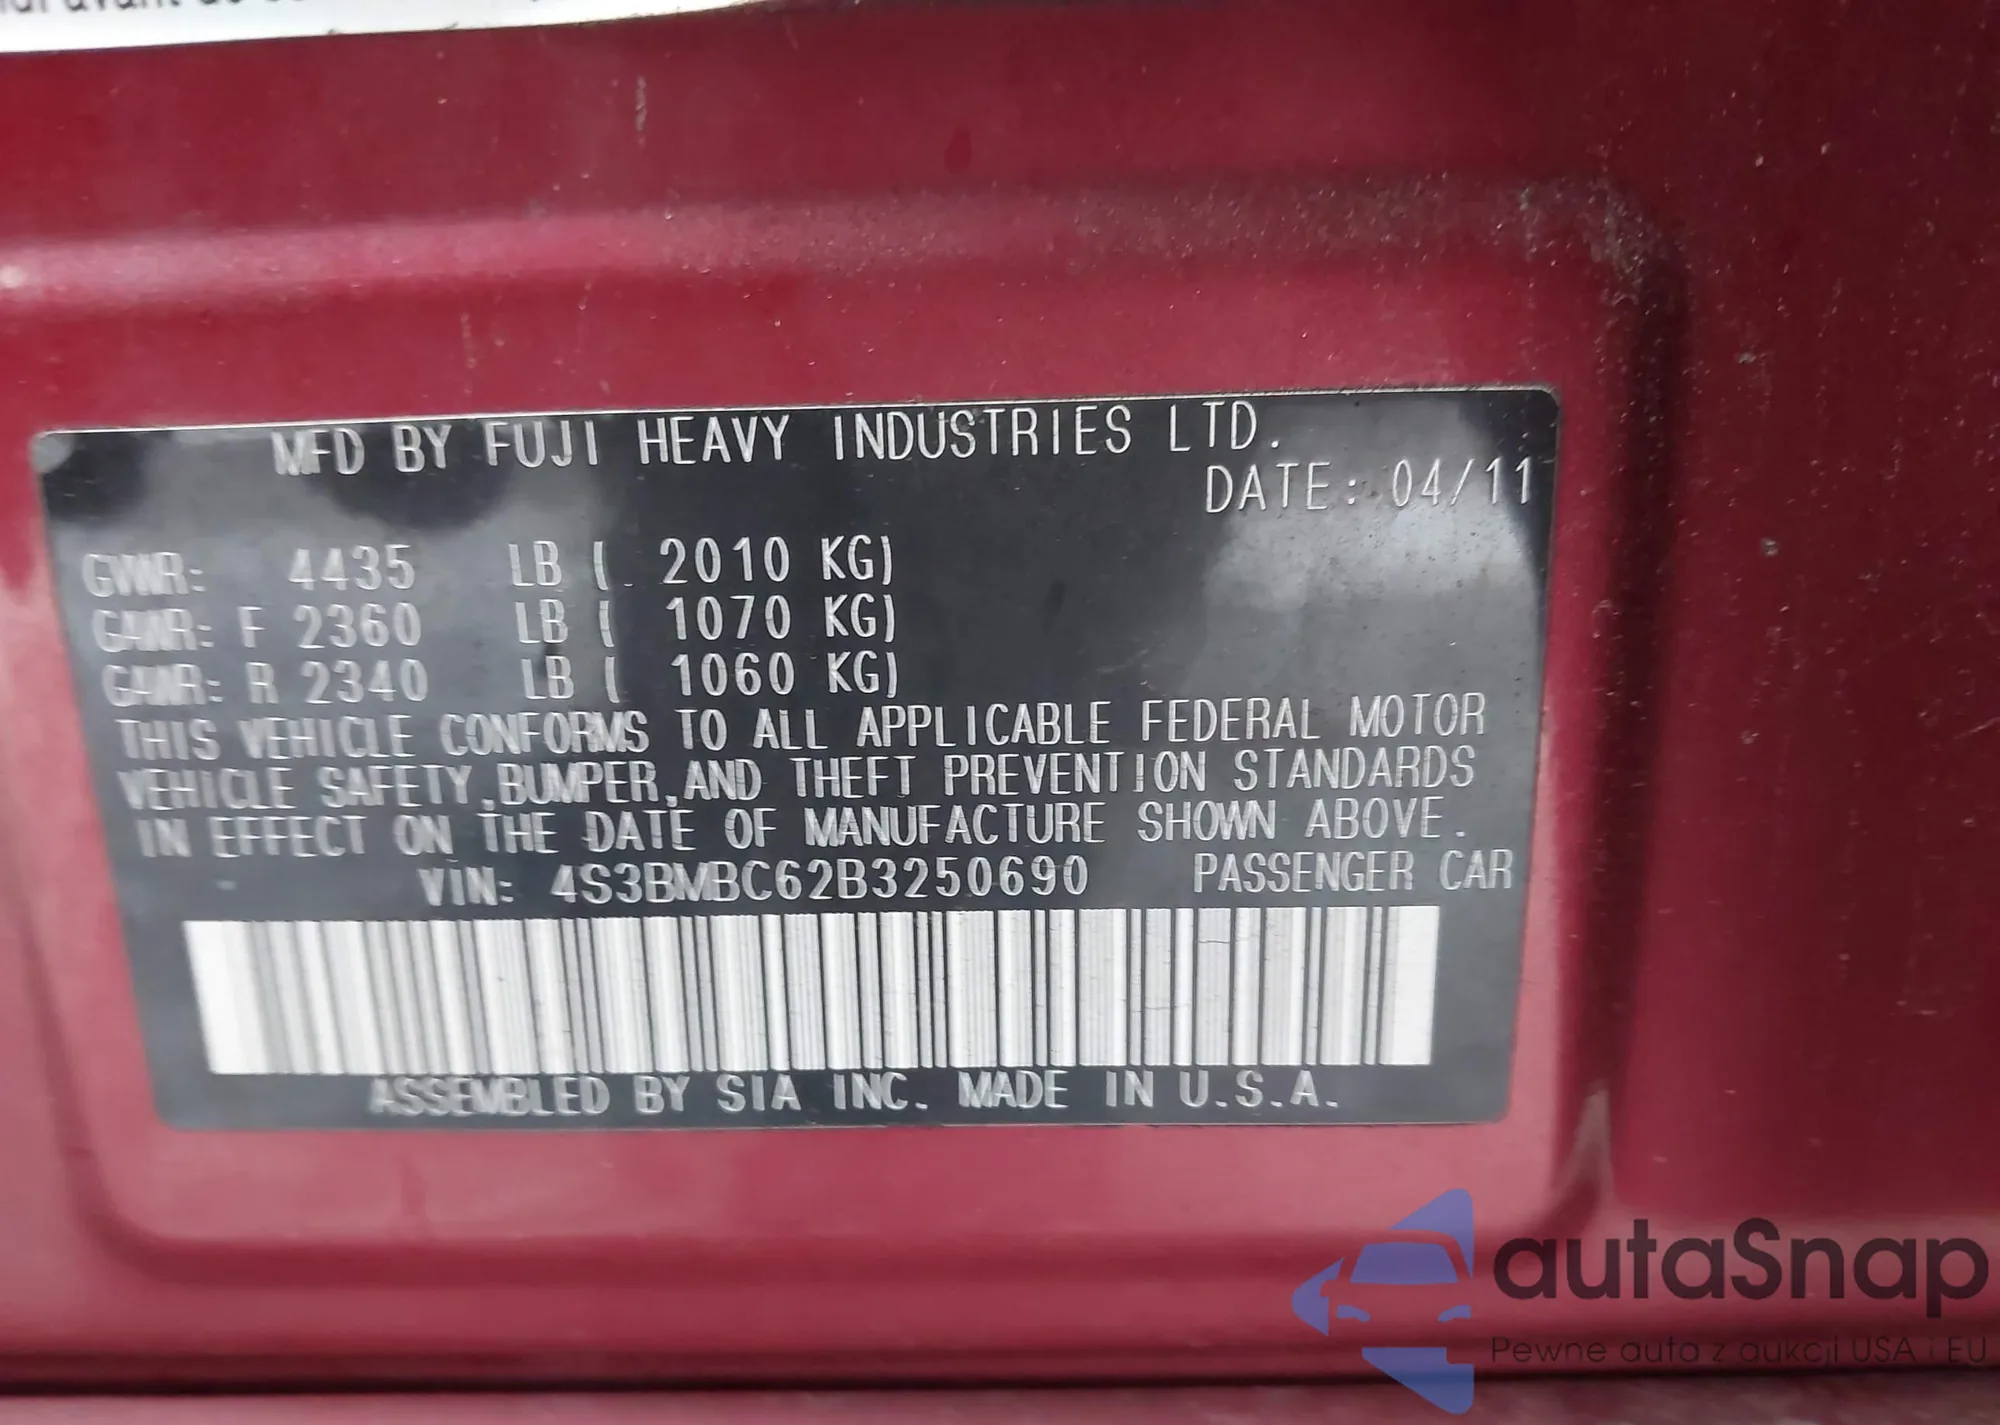 MFD BY FUJI HEAVY INDUSTRIES LTD.
DATE: 04/11
GVWR: 4435 LB ( 2010 KG)
GAWR: F 2360 LB ( 1070 KG)
GAWR: R 2340 LB ( 1060 KG)
THIS VEHICLE CONFORMS TO ALL APPLICABLE FEDERAL MOTOR
VEHICLE SAFETY,BUMPER,AND THEFT PREVENTION STANDARDS
IN EFFECT ON THE DATE OF MANUFACTURE SHOWN ABOVE.
VIN: 4S3BMBC62B3250690 PASSENGER CAR
ASSEMBLED BY SIA INC. MADE IN U.S.A.
autaSnap
Pewne auta z aukcji USA i EU